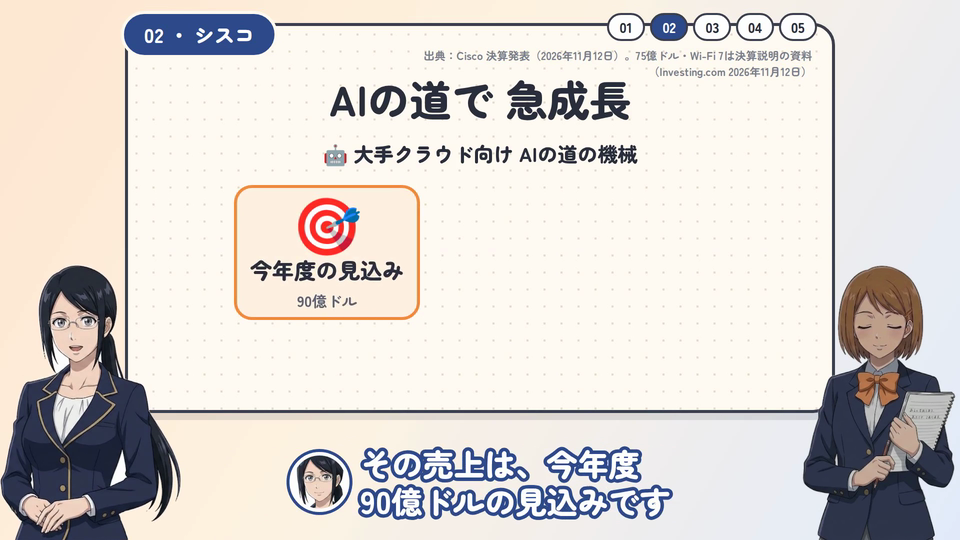 02 ・ シスコ
01 02 03 04 05
出典：Cisco 決算発表（2026年11月12日）。75億ドル・Wi-Fi 7は決算説明の資料
（Investing.com 2026年11月12日）
AIの道で 急成長
大手クラウド向け AIの道の機械
今年度の見込み
90億ドル
その売上は、今年度
90億ドルの見込みです